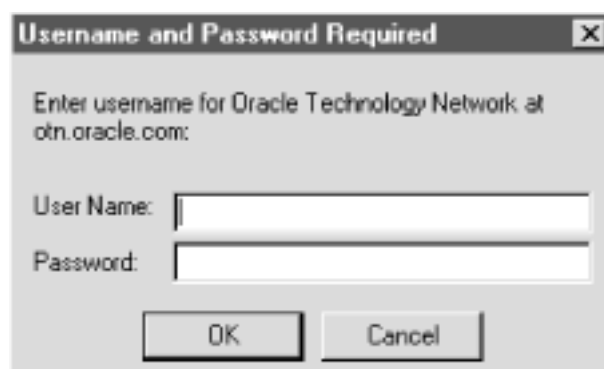 Username and Password Required
Enter username for Oracle Technology Network at
otn.oracle.com:
User Name:
Password:
OK Cancel